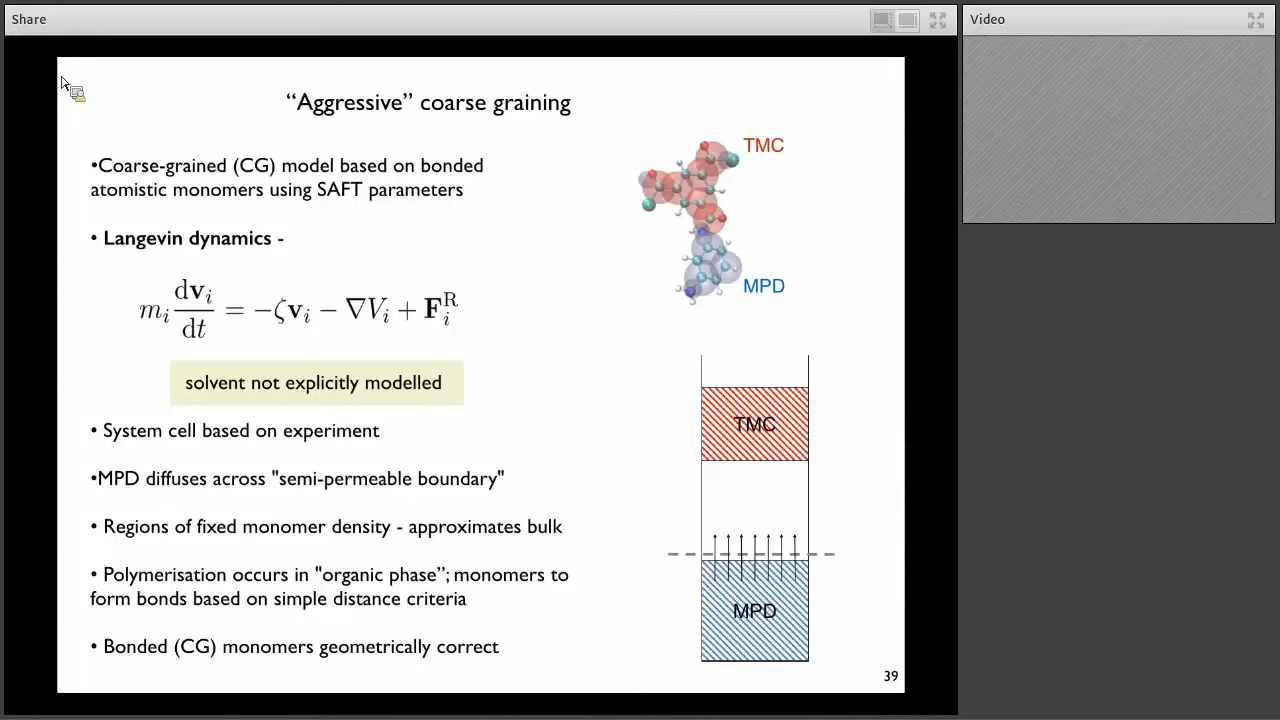 Share
Video
“Aggressive” coarse graining
•Coarse-grained (CG) model based on bonded
atomistic monomers using SAFT parameters
• Langevin dynamics -
m_i d𝐯_i/dt = −ζ𝐯_i − ∇V_i + 𝐅_i^R
solvent not explicitly modelled
• System cell based on experiment
•MPD diffuses across "semi-permeable boundary"
• Regions of fixed monomer density - approximates bulk
• Polymerisation occurs in "organic phase”; monomers to
form bonds based on simple distance criteria
• Bonded (CG) monomers geometrically correct
TMC
MPD
TMC
MPD
39